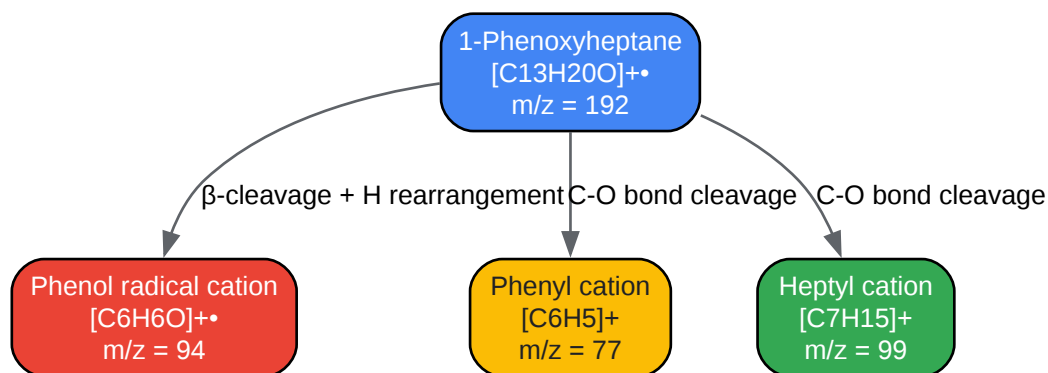 1-Phenoxyheptane
[C13H20O]+•
m/z = 192
β-cleavage + H rearrangement
C-O bond cleavage
C-O bond cleavage
Phenol radical cation
[C6H6O]+•
m/z = 94
Phenyl cation
[C6H5]+
m/z = 77
Heptyl cation
[C7H15]+
m/z = 99